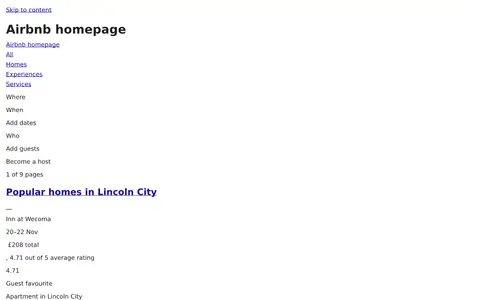 Skip to content
Airbnb homepage
Airbnb homepage
All
Homes
Experiences
Services
Where
When
Add dates
Who
Add guests
Become a host
1 of 9 pages
Popular homes in Lincoln City
Inn at Wecoma
20–22 Nov
£208 total
, 4.71 out of 5 average rating
4.71
Guest favourite
Apartment in Lincoln City